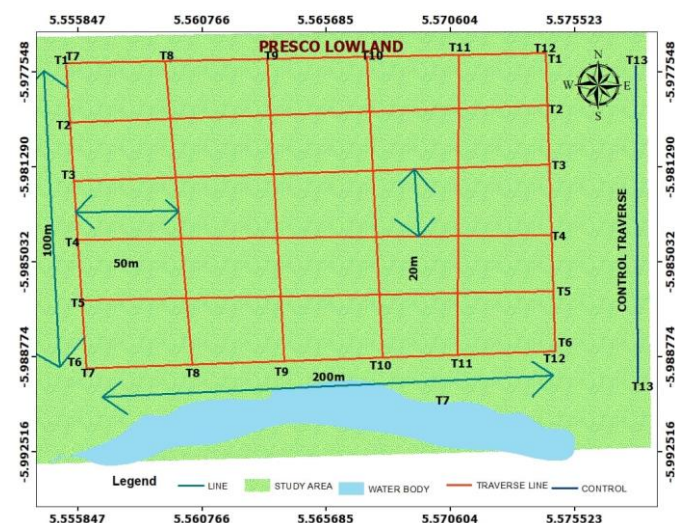 5.555847 5.560766 5.565685 5.570604 5.575523
PRESCO LOWLAND
T1 T7 T8 T9 T10 T11 T12
T1
T13
N
W E
S
-5.977548 -5.977548
T2 T2
-5.981290 -5.981290
T3 T3
CONTROL TRAVERSE
100m
T4 T4
50m
20m
-5.985032 -5.985032
T5 T5
T6 T6
-5.988774 -5.988774
T7 T8 T9 T10 T11 T12
T13
200m
T7
-5.992516 -5.992516
Legend LINE STUDY AREA WATER BODY TRAVERSE LINE CONTROL
5.555847 5.560766 5.565685 5.570604 5.575523